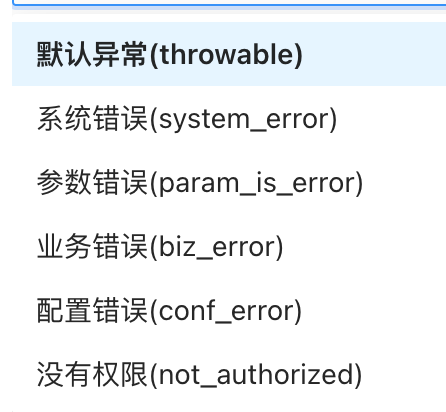 默认异常(throwable)
系统错误(system_error)
参数错误(param_is_error)
业务错误(biz_error)
配置错误(conf_error)
没有权限(not_authorized)